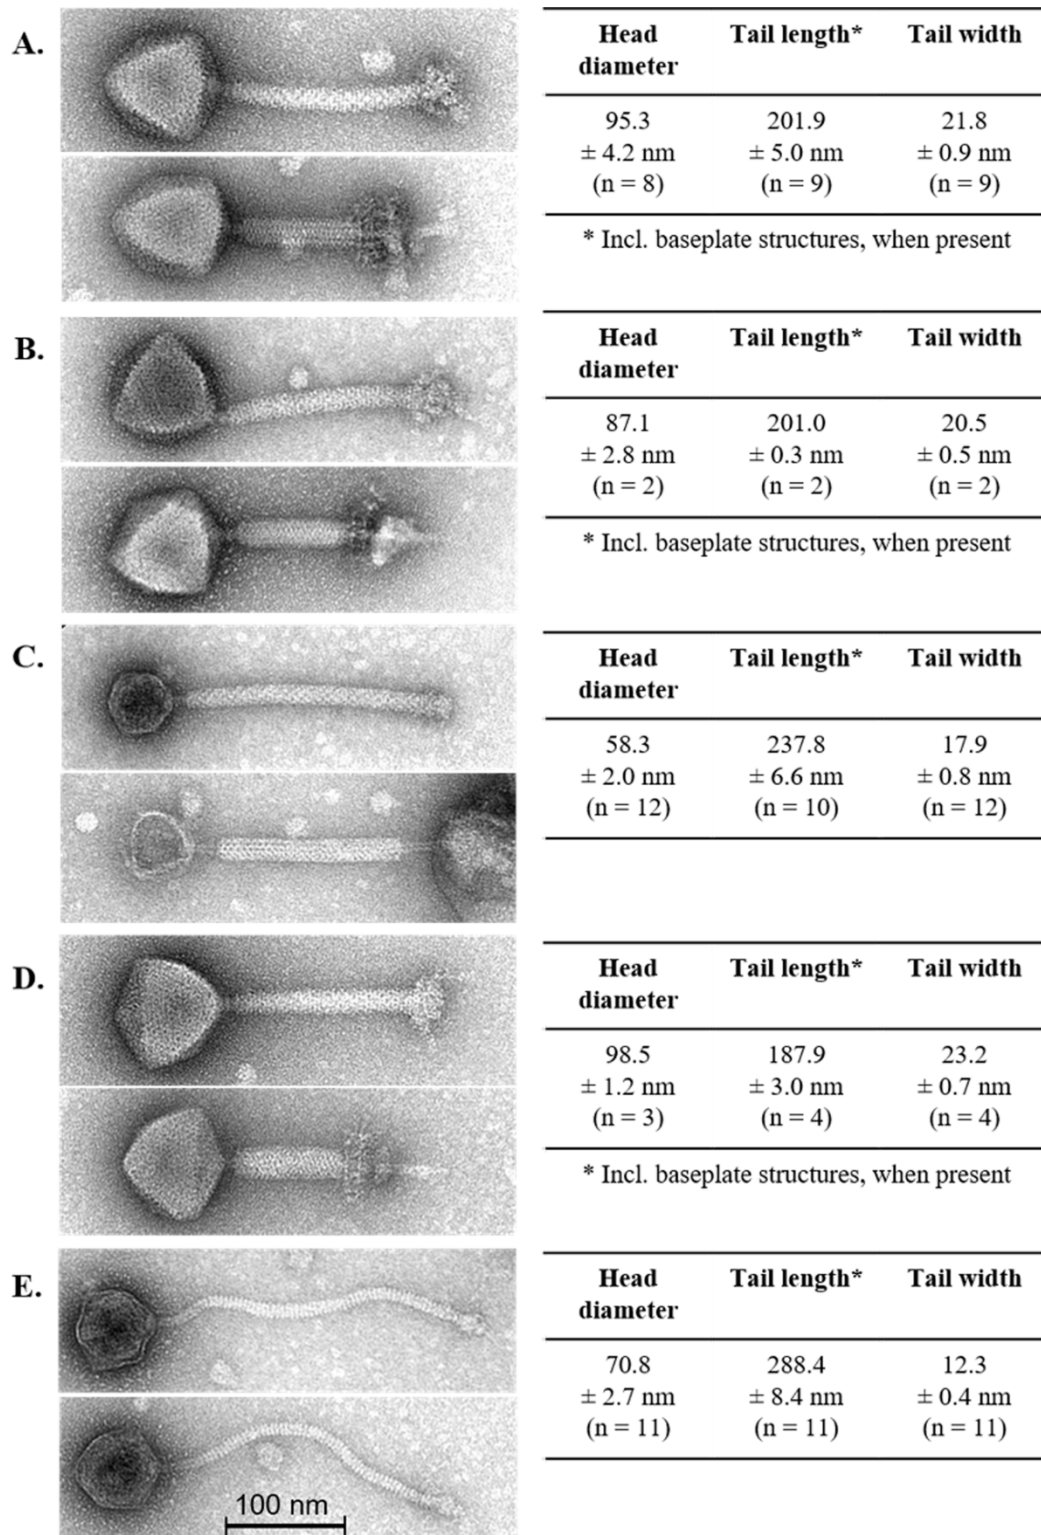 A.
Head Tail length* Tail width
diameter
95.3 201.9 21.8
± 4.2 nm ± 5.0 nm ± 0.9 nm
(n = 8) (n = 9) (n = 9)
* Incl. baseplate structures, when present
B.
Head Tail length* Tail width
diameter
87.1 201.0 20.5
± 2.8 nm ± 0.3 nm ± 0.5 nm
(n = 2) (n = 2) (n = 2)
* Incl. baseplate structures, when present
C.
Head Tail length* Tail width
diameter
58.3 237.8 17.9
± 2.0 nm ± 6.6 nm ± 0.8 nm
(n = 12) (n = 10) (n = 12)
D.
Head Tail length* Tail width
diameter
98.5 187.9 23.2
± 1.2 nm ± 3.0 nm ± 0.7 nm
(n = 3) (n = 4) (n = 4)
* Incl. baseplate structures, when present
E.
Head Tail length* Tail width
diameter
70.8 288.4 12.3
± 2.7 nm ± 8.4 nm ± 0.4 nm
(n = 11) (n = 11) (n = 11)
100 nm